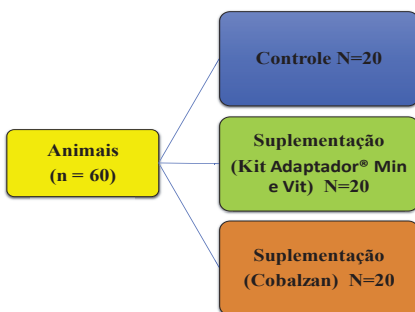 Controle N=20
Animais
(n = 60)
Suplementação
(Kit Adaptador® Min
e Vit)  N=20
Suplementação
(Cobalzan)  N=20